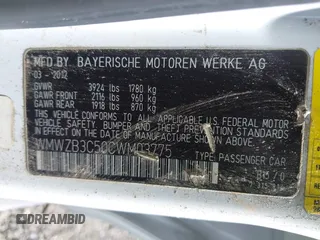 MFD BY BAYERISCHE MOTOREN WERKE AG
03 - 2012
GVWR 3924 lbs 1780 kg
GAWR FRONT 2116 lbs 960 kg
GAWR REAR 1918 lbs 870 kg
THIS VEHICLE CONFORMS TO ALL APPLICABLE U.S. FEDERAL MOTOR
VEHICLE SAFETY, BUMPER AND THEFT PREVENTION STANDARDS IN EFFECT
ON THE DATE OF MANUFACTURE SHOWN ABOVE.
WMWZB3C50CWM03775
TYPE PASSENGER CAR
DREAMBID